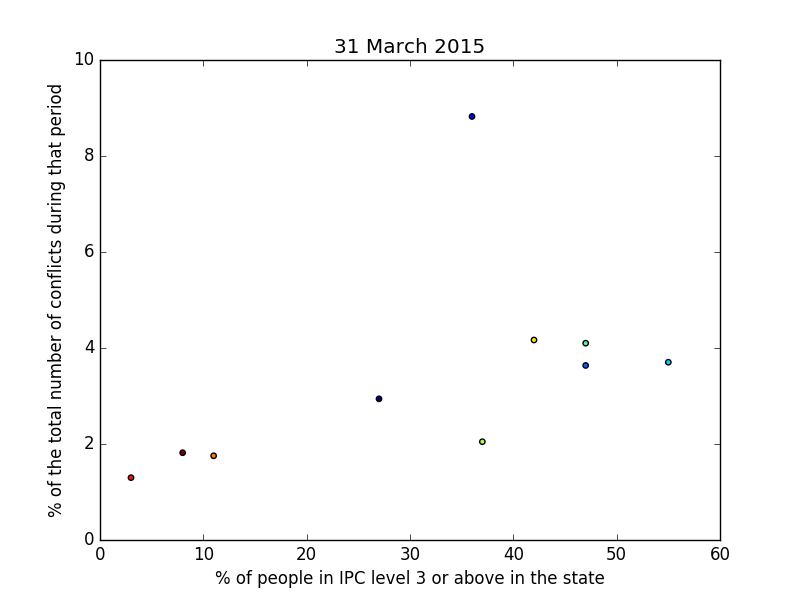 31 March 2015
% of the total number of conflicts during that period
10
8
6
4
2
0
0 10 20 30 40 50 60
% of people in IPC level 3 or above in the state